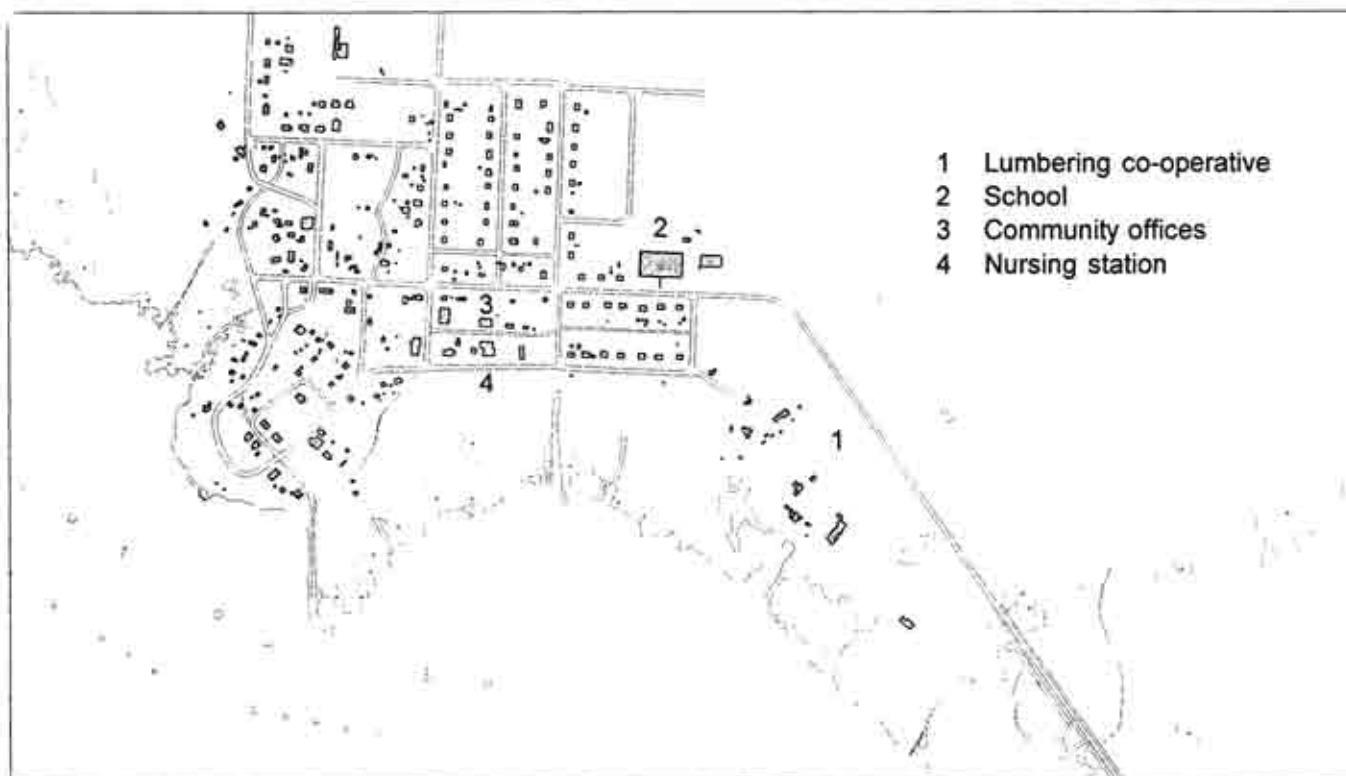 1 Lumbering co-operative
2 School
3 Community offices
4 Nursing station
2
3
4
1